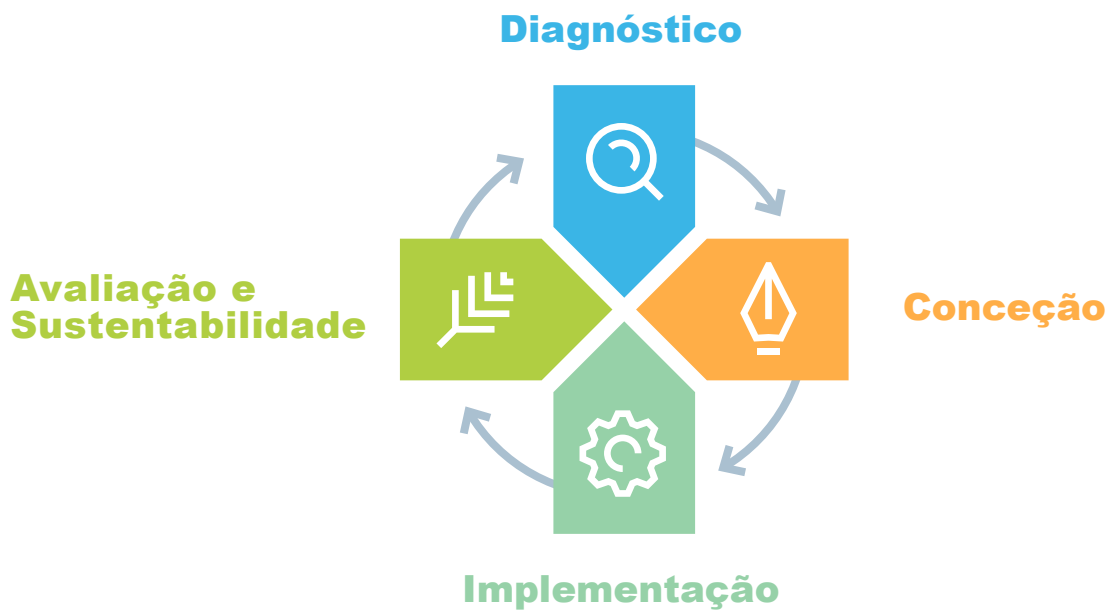 Diagnóstico
Avaliação e
Sustentabilidade
Conceção
Implementação